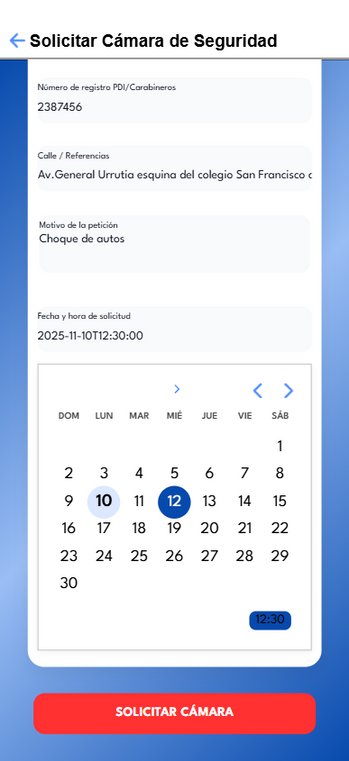 Solicitar Cámara de Seguridad
Número de registro PDI/Carabineros
2387456
Calle / Referencias
Av.General Urrutia esquina del colegio San Francisco
Motivo de la petición
Choque de autos
Fecha y hora de solicitud
2025-11-10T12:30:00
DOM LUN MAR MIÉ JUE VIE SÁB
1
2 3 4 5 6 7 8
9 10 11 12 13 14 15
16 17 18 19 20 21 22
23 24 25 26 27 28 29
30
12:30
SOLICITAR CÁMARA